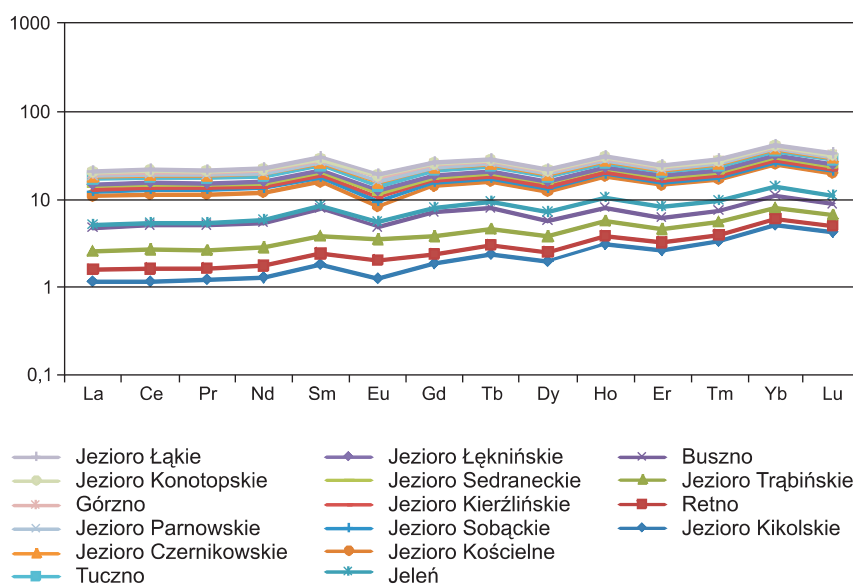 1000
100
10
1
0,1
La Ce Pr Nd Sm Eu Gd Tb Dy Ho Er Tm Yb Lu
Jezioro Łąkie
Jezioro Konotopskie
Górzno
Jezioro Parnowskie
Jezioro Czernikowskie
Tuczno
Jezioro Łęknińskie
Jezioro Sedraneckie
Jezioro Kierźlińskie
Jezioro Sobąckie
Jezioro Kościelne
Jeleń
Buszno
Jezioro Trąbińskie
Retno
Jezioro Kikolskie